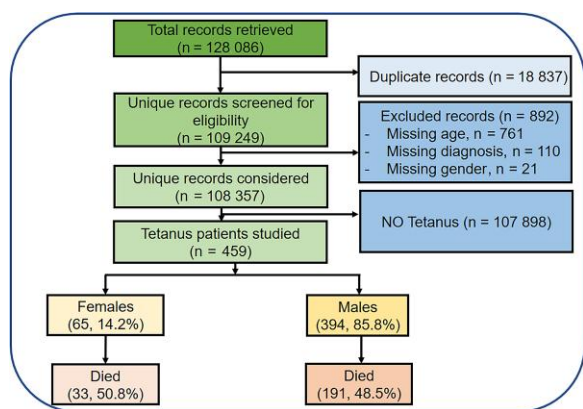 Total records retrieved
(n = 128 086)
Duplicate records (n = 18 837)
Unique records screened for
eligibility
(n = 109 249)
Excluded records (n = 892)
- Missing age, n = 761
- Missing diagnosis, n = 110
- Missing gender, n = 21
Unique records considered
(n = 108 357)
NO Tetanus (n = 107 898)
Tetanus patients studied
(n = 459)
Females
(65, 14.2%)
Males
(394, 85.8%)
Died
(33, 50.8%)
Died
(191, 48.5%)